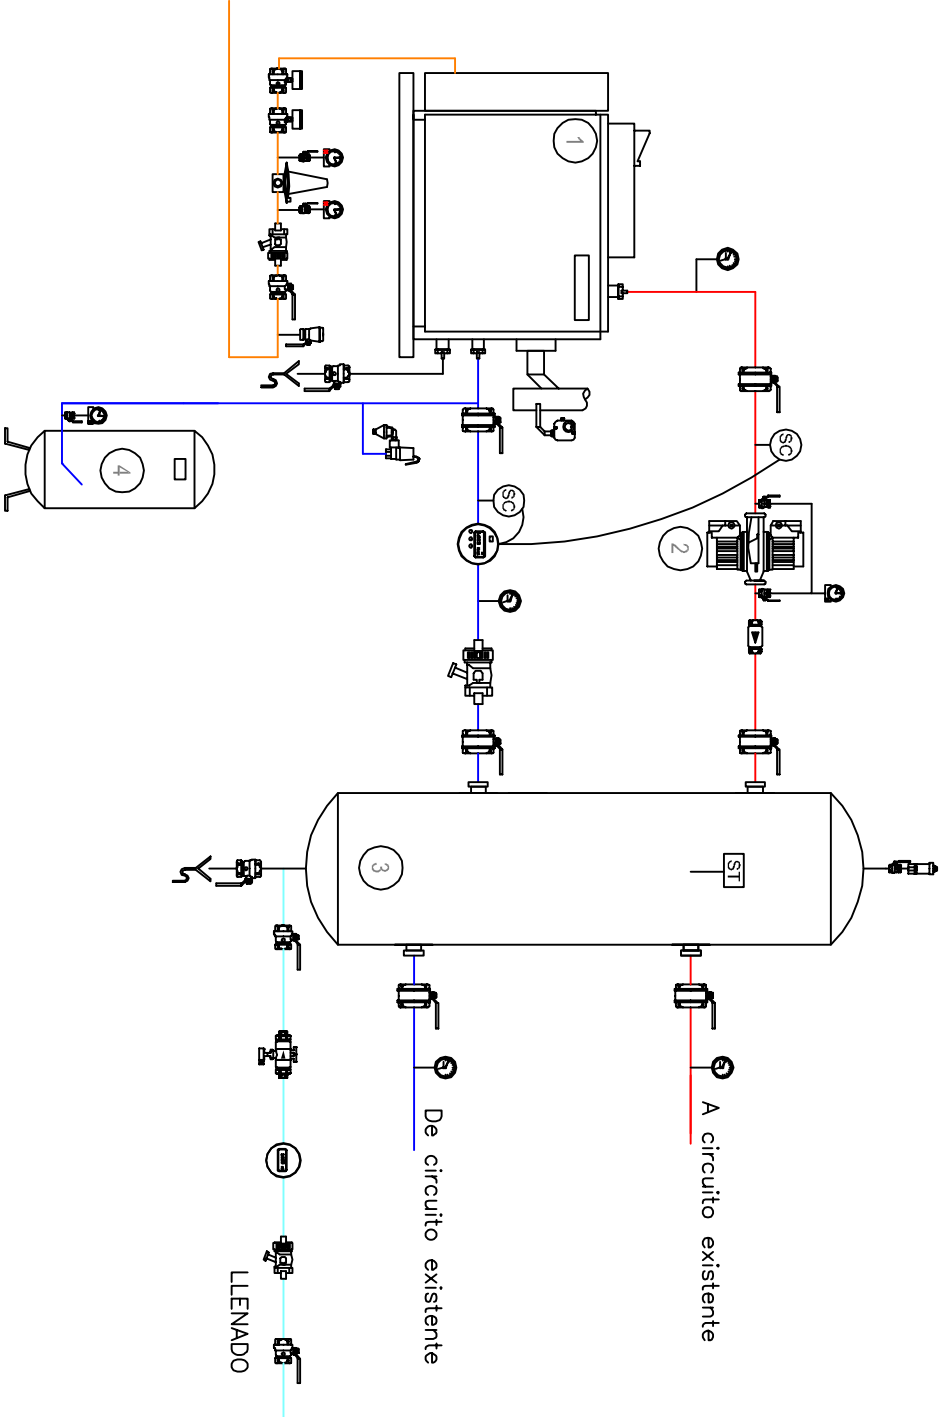 1
SC
2
SC
4
ST
3
A circuito existente
De circuito existente
LLENADO